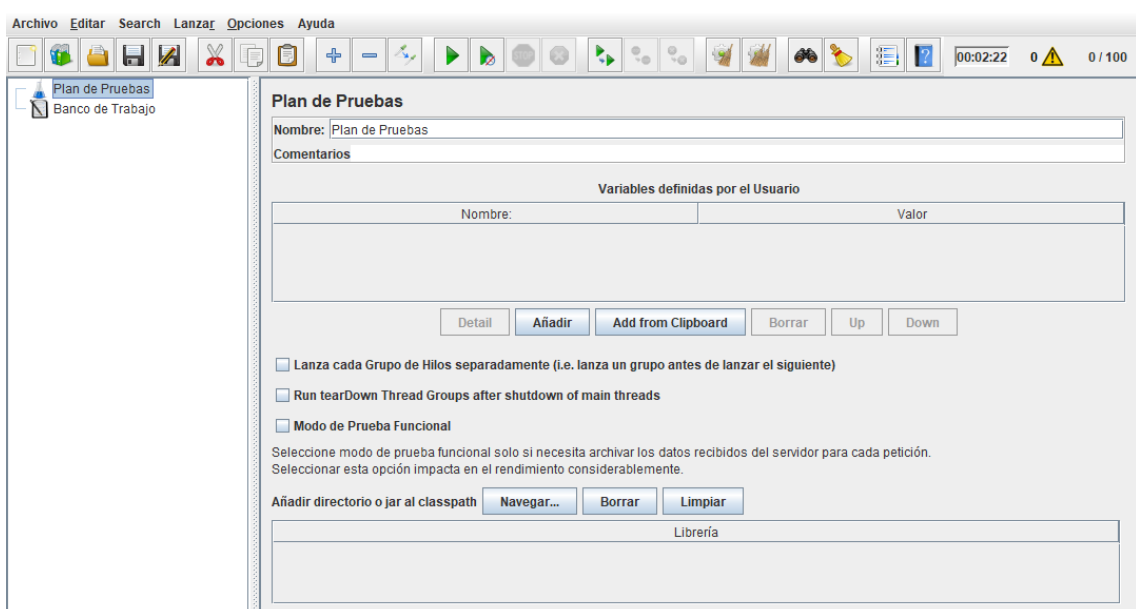 Archivo Editar Search Lanzar Opciones Ayuda
STOP 00:02:22 0 0 / 100
Plan de Pruebas
Banco de Trabajo
Plan de Pruebas
Nombre: Plan de Pruebas
Comentarios
Variables definidas por el Usuario
Nombre: Valor
Detail Añadir Add from Clipboard Borrar Up Down
Lanza cada Grupo de Hilos separadamente (i.e. lanza un grupo antes de lanzar el siguiente)
Run tearDown Thread Groups after shutdown of main threads
Modo de Prueba Funcional
Seleccione modo de prueba funcional solo si necesita archivar los datos recibidos del servidor para cada petición.
Seleccionar esta opción impacta en el rendimiento considerablemente.
Añadir directorio o jar al classpath Navegar... Borrar Limpiar
Librería